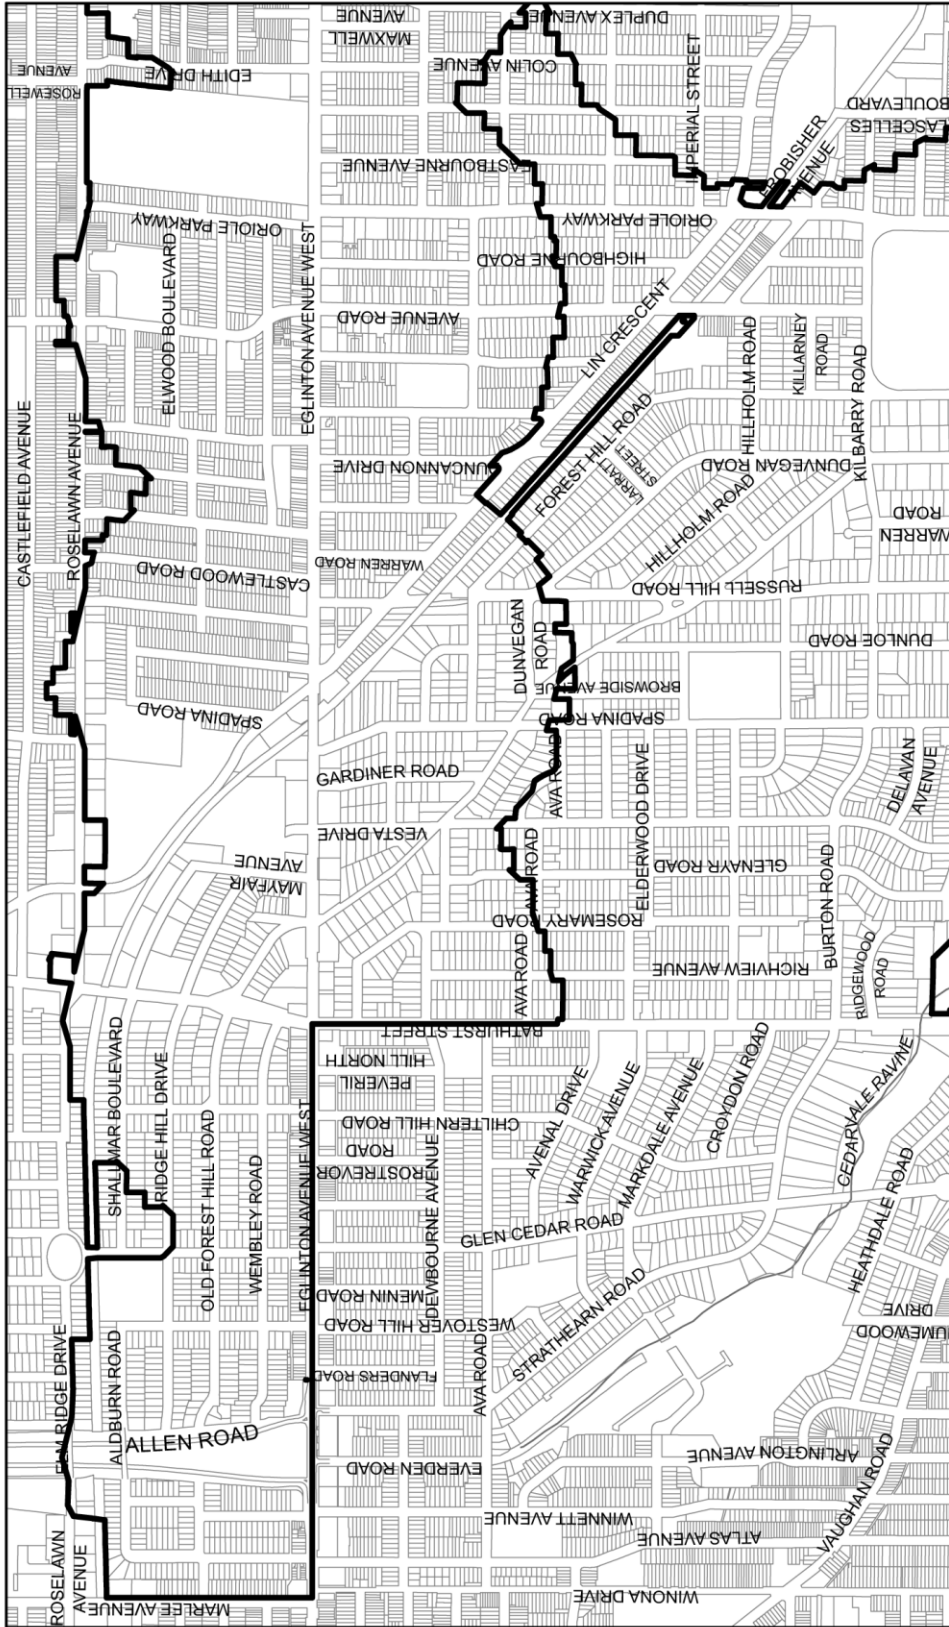 AVENUE
MAXWELL
DUPLEX AVENUE
COLIN AVENUE
AVENUE
ROSEWELL
EDITH DRIVE
IMPERIAL STREET
BOULEVARD
LASCELLES
FROBISHER
AVENUE
EASTBOURNE AVENUE
ORIOLE PARKWAY
ORIOLE PARKWAY
HIGHBOURNE ROAD
EGLINTON AVENUE WEST
ELWOOD BOULEVARD
AVENUE ROAD
LIN CRESCENT
HILLHOLM ROAD
KILLARNEY
ROAD
KILBARRY ROAD
CASTLEFIELD AVENUE
ROSELAWN AVENUE
DUNCANNON DRIVE
FOREST HILL ROAD
LARRATT
STREET
DUNVEGAN ROAD
HILLHOLM ROAD
ROAD
WARREN
CASTLEWOOD ROAD
WARREN ROAD
RUSSELL HILL ROAD
DUNVEGAN
ROAD
DUNLOE ROAD
BROWSIDE AVENUE
SPADINA ROAD
SPADINA ROAD
GARDINER ROAD
AVA ROAD
ELDERWOOD DRIVE
DELAVAN
AVENUE
VESTA DRIVE
AVENUE
MAYFAIR
AVA ROAD
GLENAYR ROAD
ROSEMARY ROAD
BURTON ROAD
AVA ROAD
RICHVIEW AVENUE
RIDGEWOOD
ROAD
BATHURST STREET
SHALLMAR BOULEVARD
RIDGE HILL DRIVE
OLD FOREST HILL ROAD
WEMBLEY ROAD
EGLINTON AVENUE WEST
HILL NORTH
PEVERIL
CHILTERN HILL ROAD
ROAD
ROSTREVOR
DEWBOURNE AVENUE
AVENAL DRIVE
WARWICK AVENUE
MARKDALE AVENUE
CROYDON ROAD
CEDARVALE RAVINE
GLEN CEDAR ROAD
HEATHDALE ROAD
MENIN ROAD
WESTOVER HILL ROAD
STRATHEARN ROAD
DRIVE
UMEWOOD
FLANDERS ROAD
AVA ROAD
ELM RIDGE DRIVE
ALDBURN ROAD
ALLEN ROAD
EVERDEN ROAD
ARLINGTON AVENUE
VAUGHAN ROAD
WINNETT AVENUE
ATLAS AVENUE
ROSELAWN
AVENUE
MARLEE AVENUE
WINONA DRIVE